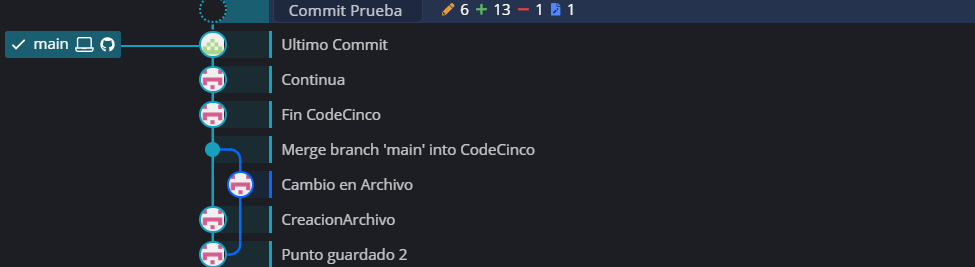 Commit Prueba 6 13 1 1
main Ultimo Commit
Continua
Fin CodeCinco
Merge branch 'main' into CodeCinco
Cambio en Archivo
CreacionArchivo
Punto guardado 2